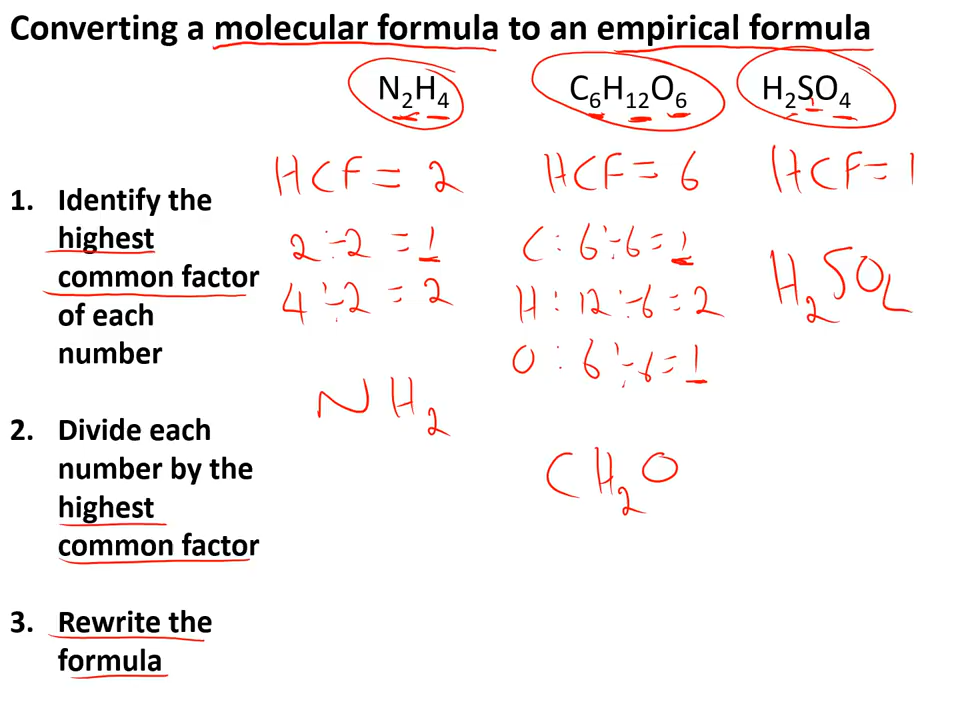 Converting a molecular formula to an empirical formula
N₂H₄
C₆H₁₂O₆
H₂SO₄
1. Identify the
highest
common factor
of each
number
2. Divide each
number by the
highest
common factor
3. Rewrite the
formula
HCF = 2
2 ÷ 2 = 1
4 ÷ 2 = 2
NH₂
HCF = 6
C : 6 ÷ 6 = 1
H : 12 ÷ 6 = 2
O : 6 ÷ 6 = 1
CH₂O
HCF = 1